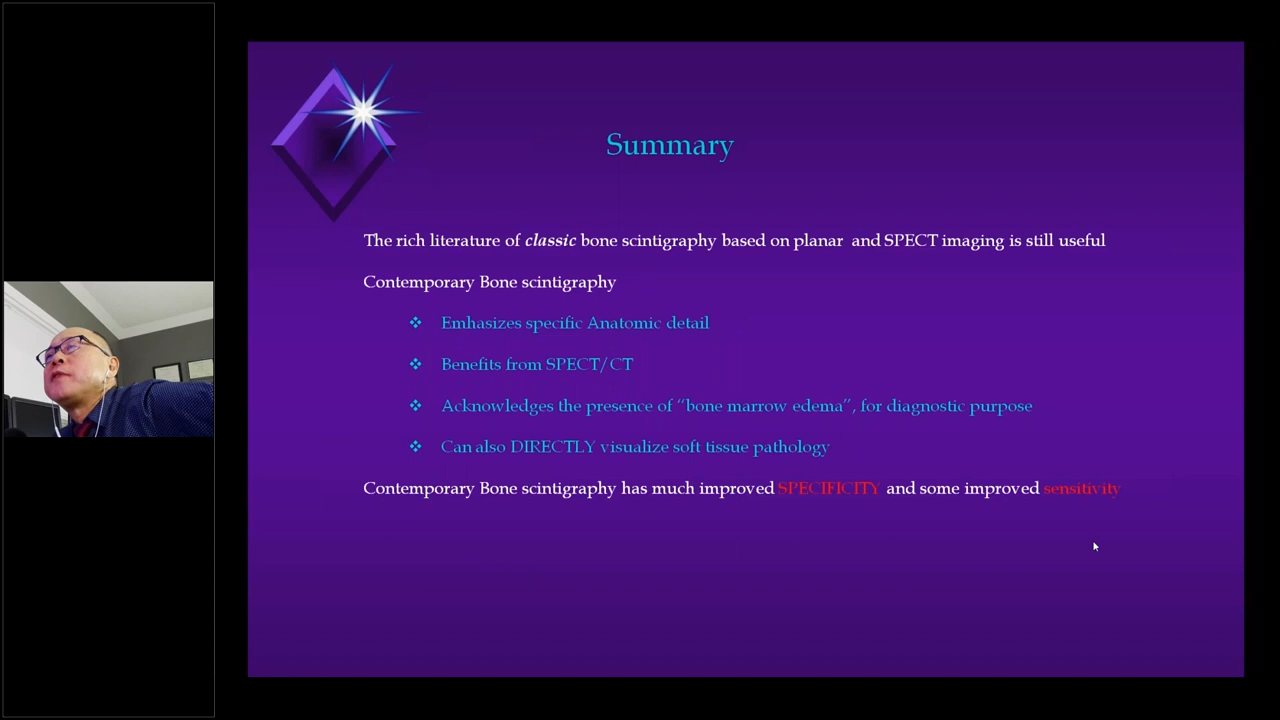 Summary
The rich literature of classic bone scintigraphy based on planar and SPECT imaging is still useful
Contemporary Bone scintigraphy
Emhasizes specific Anatomic detail
Benefits from SPECT/CT
Acknowledges the presence of “bone marrow edema”, for diagnostic purpose
Can also DIRECTLY visualize soft tissue pathology
Contemporary Bone scintigraphy has much improved SPECIFICITY and some improved sensitivity